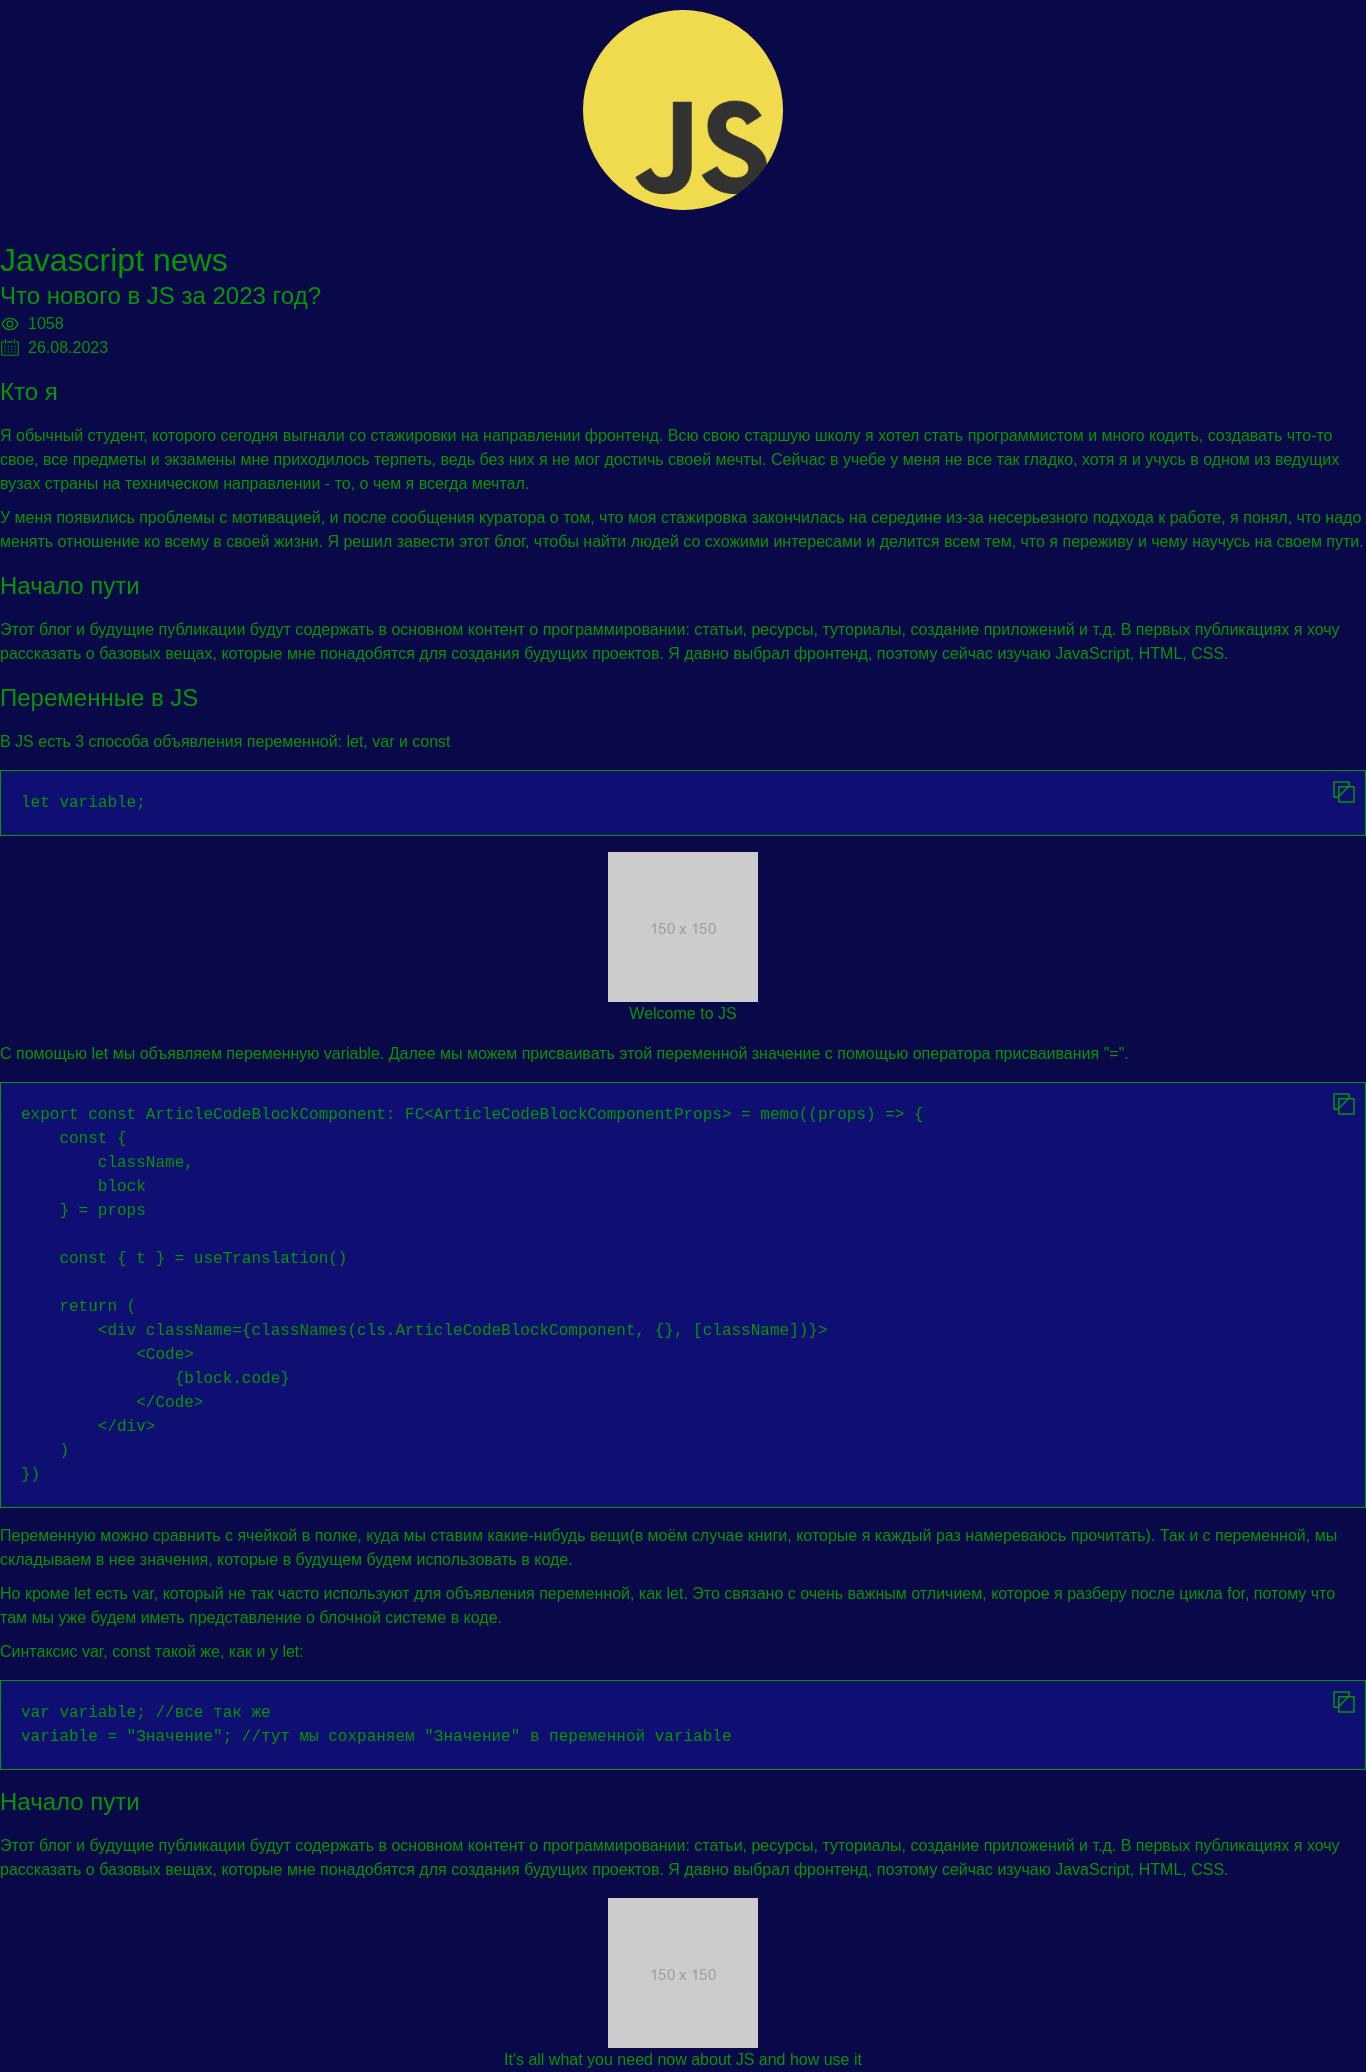 JS
Javascript news
Что нового в JS за 2023 год?
1058
26.08.2023
Кто я
Я обычный студент, которого сегодня выгнали со стажировки на направлении фронтенд. Всю свою старшую школу я хотел стать программистом и много кодить, создавать что-то
свое, все предметы и экзамены мне приходилось терпеть, ведь без них я не мог достичь своей мечты. Сейчас в учебе у меня не все так гладко, хотя я и учусь в одном из ведущих
вузах страны на техническом направлении - то, о чем я всегда мечтал.
У меня появились проблемы с мотивацией, и после сообщения куратора о том, что моя стажировка закончилась на середине из-за несерьезного подхода к работе, я понял, что надо
менять отношение ко всему в своей жизни. Я решил завести этот блог, чтобы найти людей со схожими интересами и делится всем тем, что я переживу и чему научусь на своем пути.
Начало пути
Этот блог и будущие публикации будут содержать в основном контент о программировании: статьи, ресурсы, туториалы, создание приложений и т.д. В первых публикациях я хочу
рассказать о базовых вещах, которые мне понадобятся для создания будущих проектов. Я давно выбрал фронтенд, поэтому сейчас изучаю JavaScript, HTML, CSS.
Переменные в JS
В JS есть 3 способа объявления переменной: let, var и const
let variable;
150 x 150
Welcome to JS
С помощью let мы объявляем переменную variable. Далее мы можем присваивать этой переменной значение с помощью оператора присваивания "=".
export const ArticleCodeBlockComponent: FC<ArticleCodeBlockComponentProps> = memo((props) => {
    const {
        className,
        block
    } = props

    const { t } = useTranslation()

    return (
        <div className={classNames(cls.ArticleCodeBlockComponent, {}, [className])}>
            <Code>
                {block.code}
            </Code>
        </div>
    )
})
Переменную можно сравнить с ячейкой в полке, куда мы ставим какие-нибудь вещи(в моём случае книги, которые я каждый раз намереваюсь прочитать). Так и с переменной, мы
складываем в нее значения, которые в будущем будем использовать в коде.
Но кроме let есть var, который не так часто используют для объявления переменной, как let. Это связано с очень важным отличием, которое я разберу после цикла for, потому что
там мы уже будем иметь представление о блочной системе в коде.
Синтаксис var, const такой же, как и у let:
var variable; //все так же
variable = "Значение"; //тут мы сохраняем "Значение" в переменной variable
Начало пути
Этот блог и будущие публикации будут содержать в основном контент о программировании: статьи, ресурсы, туториалы, создание приложений и т.д. В первых публикациях я хочу
рассказать о базовых вещах, которые мне понадобятся для создания будущих проектов. Я давно выбрал фронтенд, поэтому сейчас изучаю JavaScript, HTML, CSS.
150 x 150
It's all what you need now about JS and how use it